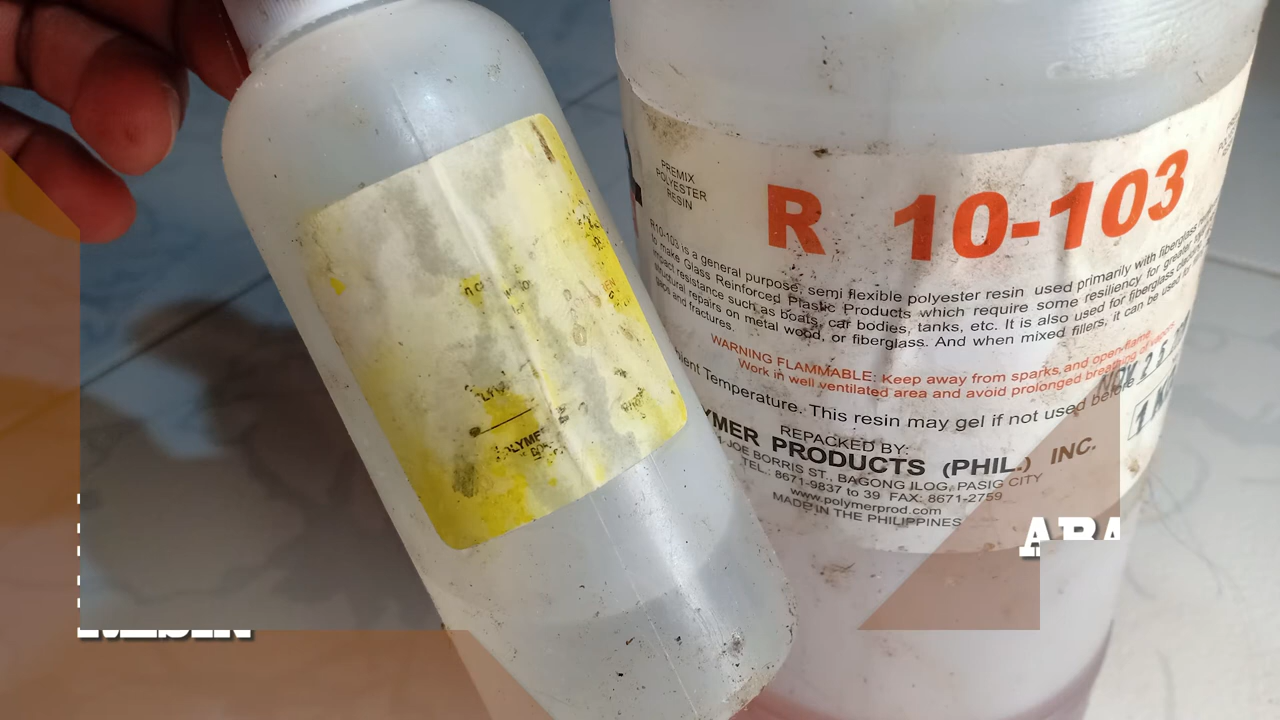 PREMIX
POLYESTER
RESIN
R 10-103
R10-103 is a general purpose, semi flexible polyester resin used primarily with fiberglass
to make Glass Reinforced Plastic Products which require some resiliency, for greater
impact resistance such as boats, car bodies, tanks, etc. It is also used for fiberglass
structural repairs on metal wood, or fiberglass. And when mixed fillers, it can be used
gaps and fractures.
WARNING FLAMMABLE: Keep away from sparks, and open flame.
Work in well ventilated area and avoid prolonged breathing of vapors.
Temperature. This resin may gel if not used before
NOV 25
REPACKED BY:
PRODUCTS (PHIL.) INC.
JOE BORRIS ST., BAGONG ILOG, PASIG CITY
TEL.: 8671-9837 to 39 FAX: 8671-2759
www.polymerprod.com
MADE IN THE PHILIPPINES